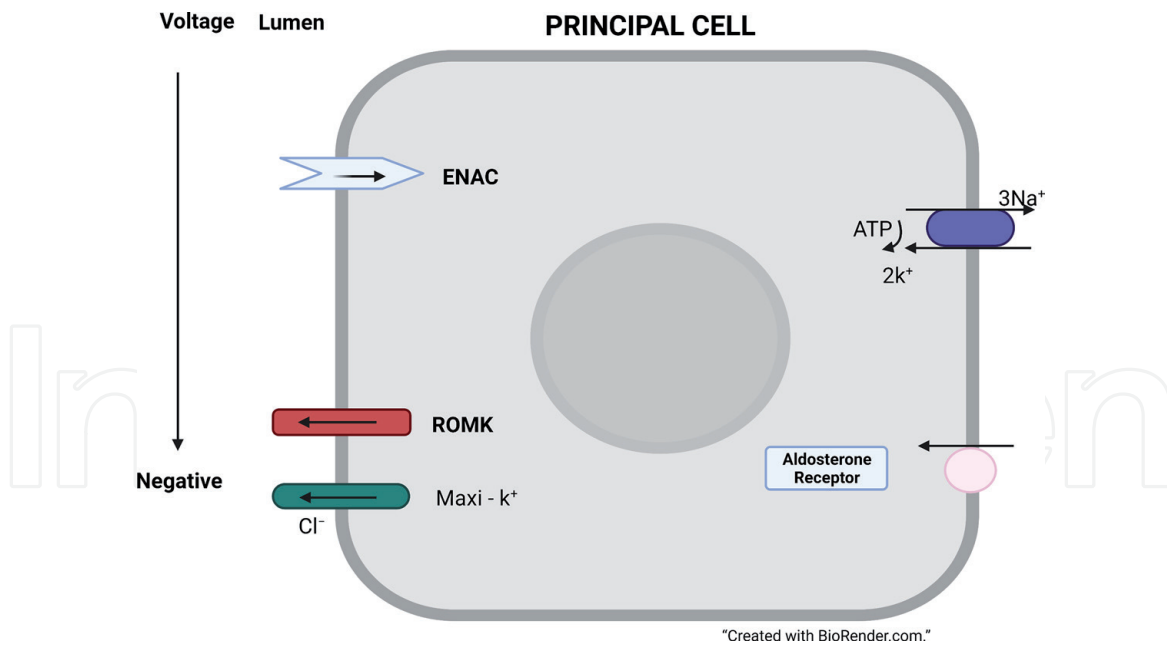 Voltage
Lumen
PRINCIPAL CELL
ENAC
3Na⁺
ATP
2k⁺
ROMK
Negative
Maxi - k⁺
Cl⁻
Aldosterone
Receptor
“Created with BioRender.com.”